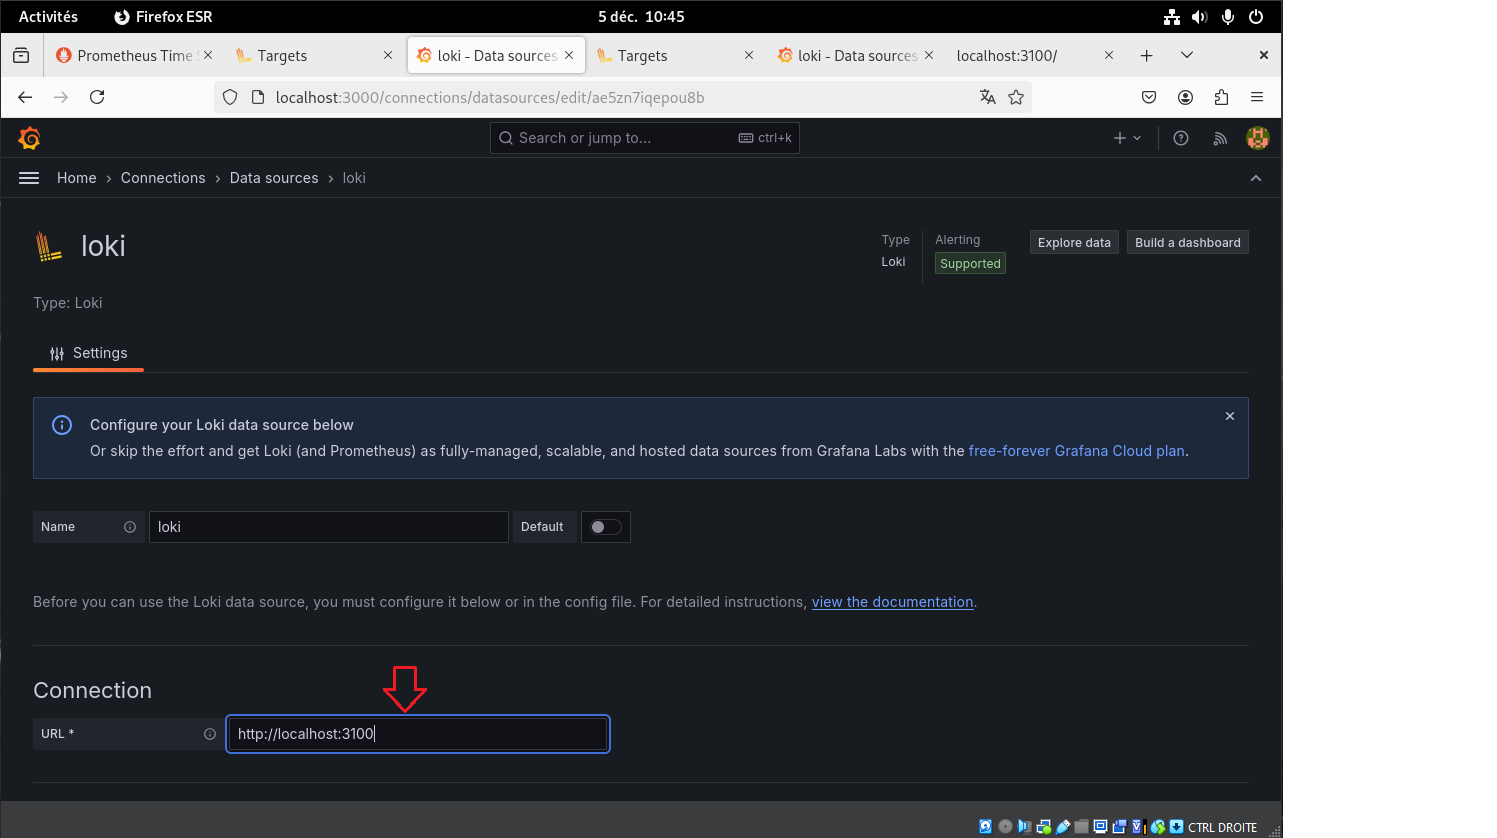 Activités Firefox ESR 5 déc. 10:45
Prometheus Time S Targets loki - Data sources Targets loki - Data sources localhost:3100/
localhost:3000/connections/datasources/edit/ae5zn7iqepou8b
Search or jump to... ctrl+k
Home › Connections › Data sources › loki
loki
Type Alerting Explore data Build a dashboard
Loki Supported
Type: Loki
Settings
Configure your Loki data source below
Or skip the effort and get Loki (and Prometheus) as fully-managed, scalable, and hosted data sources from Grafana Labs with the free-forever Grafana Cloud plan.
Name loki Default
Before you can use the Loki data source, you must configure it below or in the config file. For detailed instructions, view the documentation.
Connection
URL * http://localhost:3100
CTRL DROITE